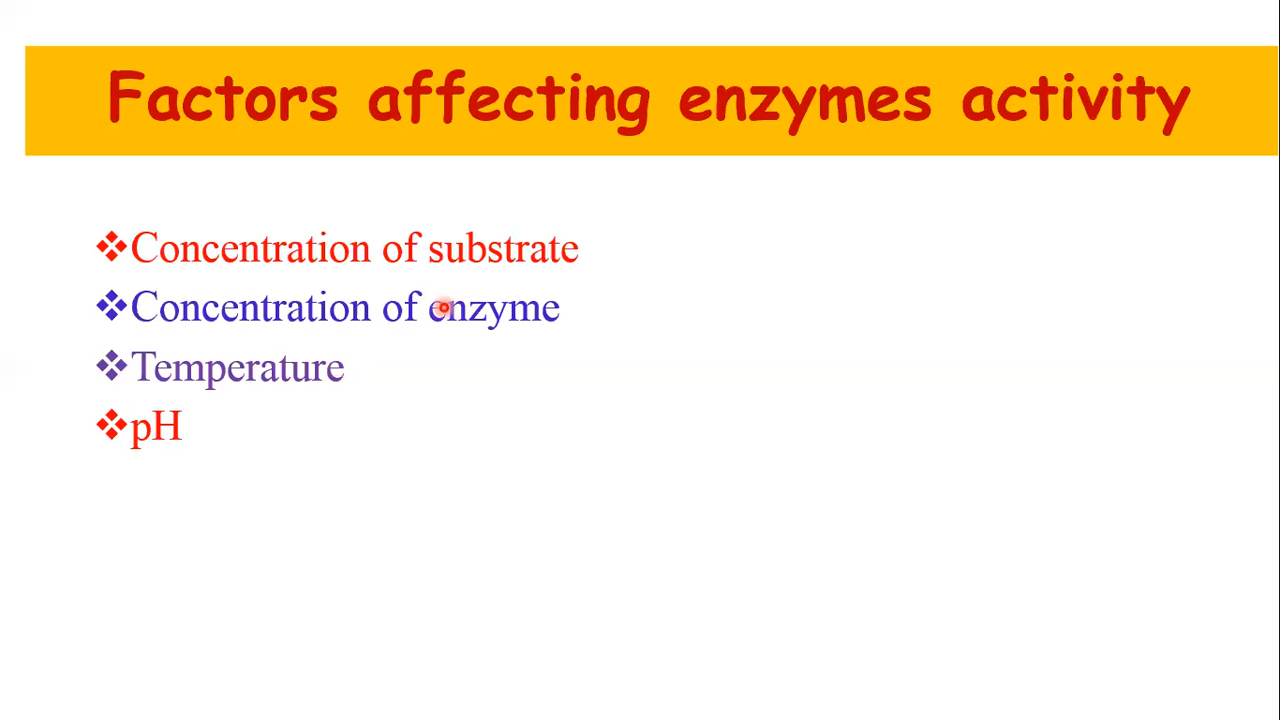 Factors affecting enzymes activity
❖Concentration of substrate
❖Concentration of enzyme
❖Temperature
❖pH